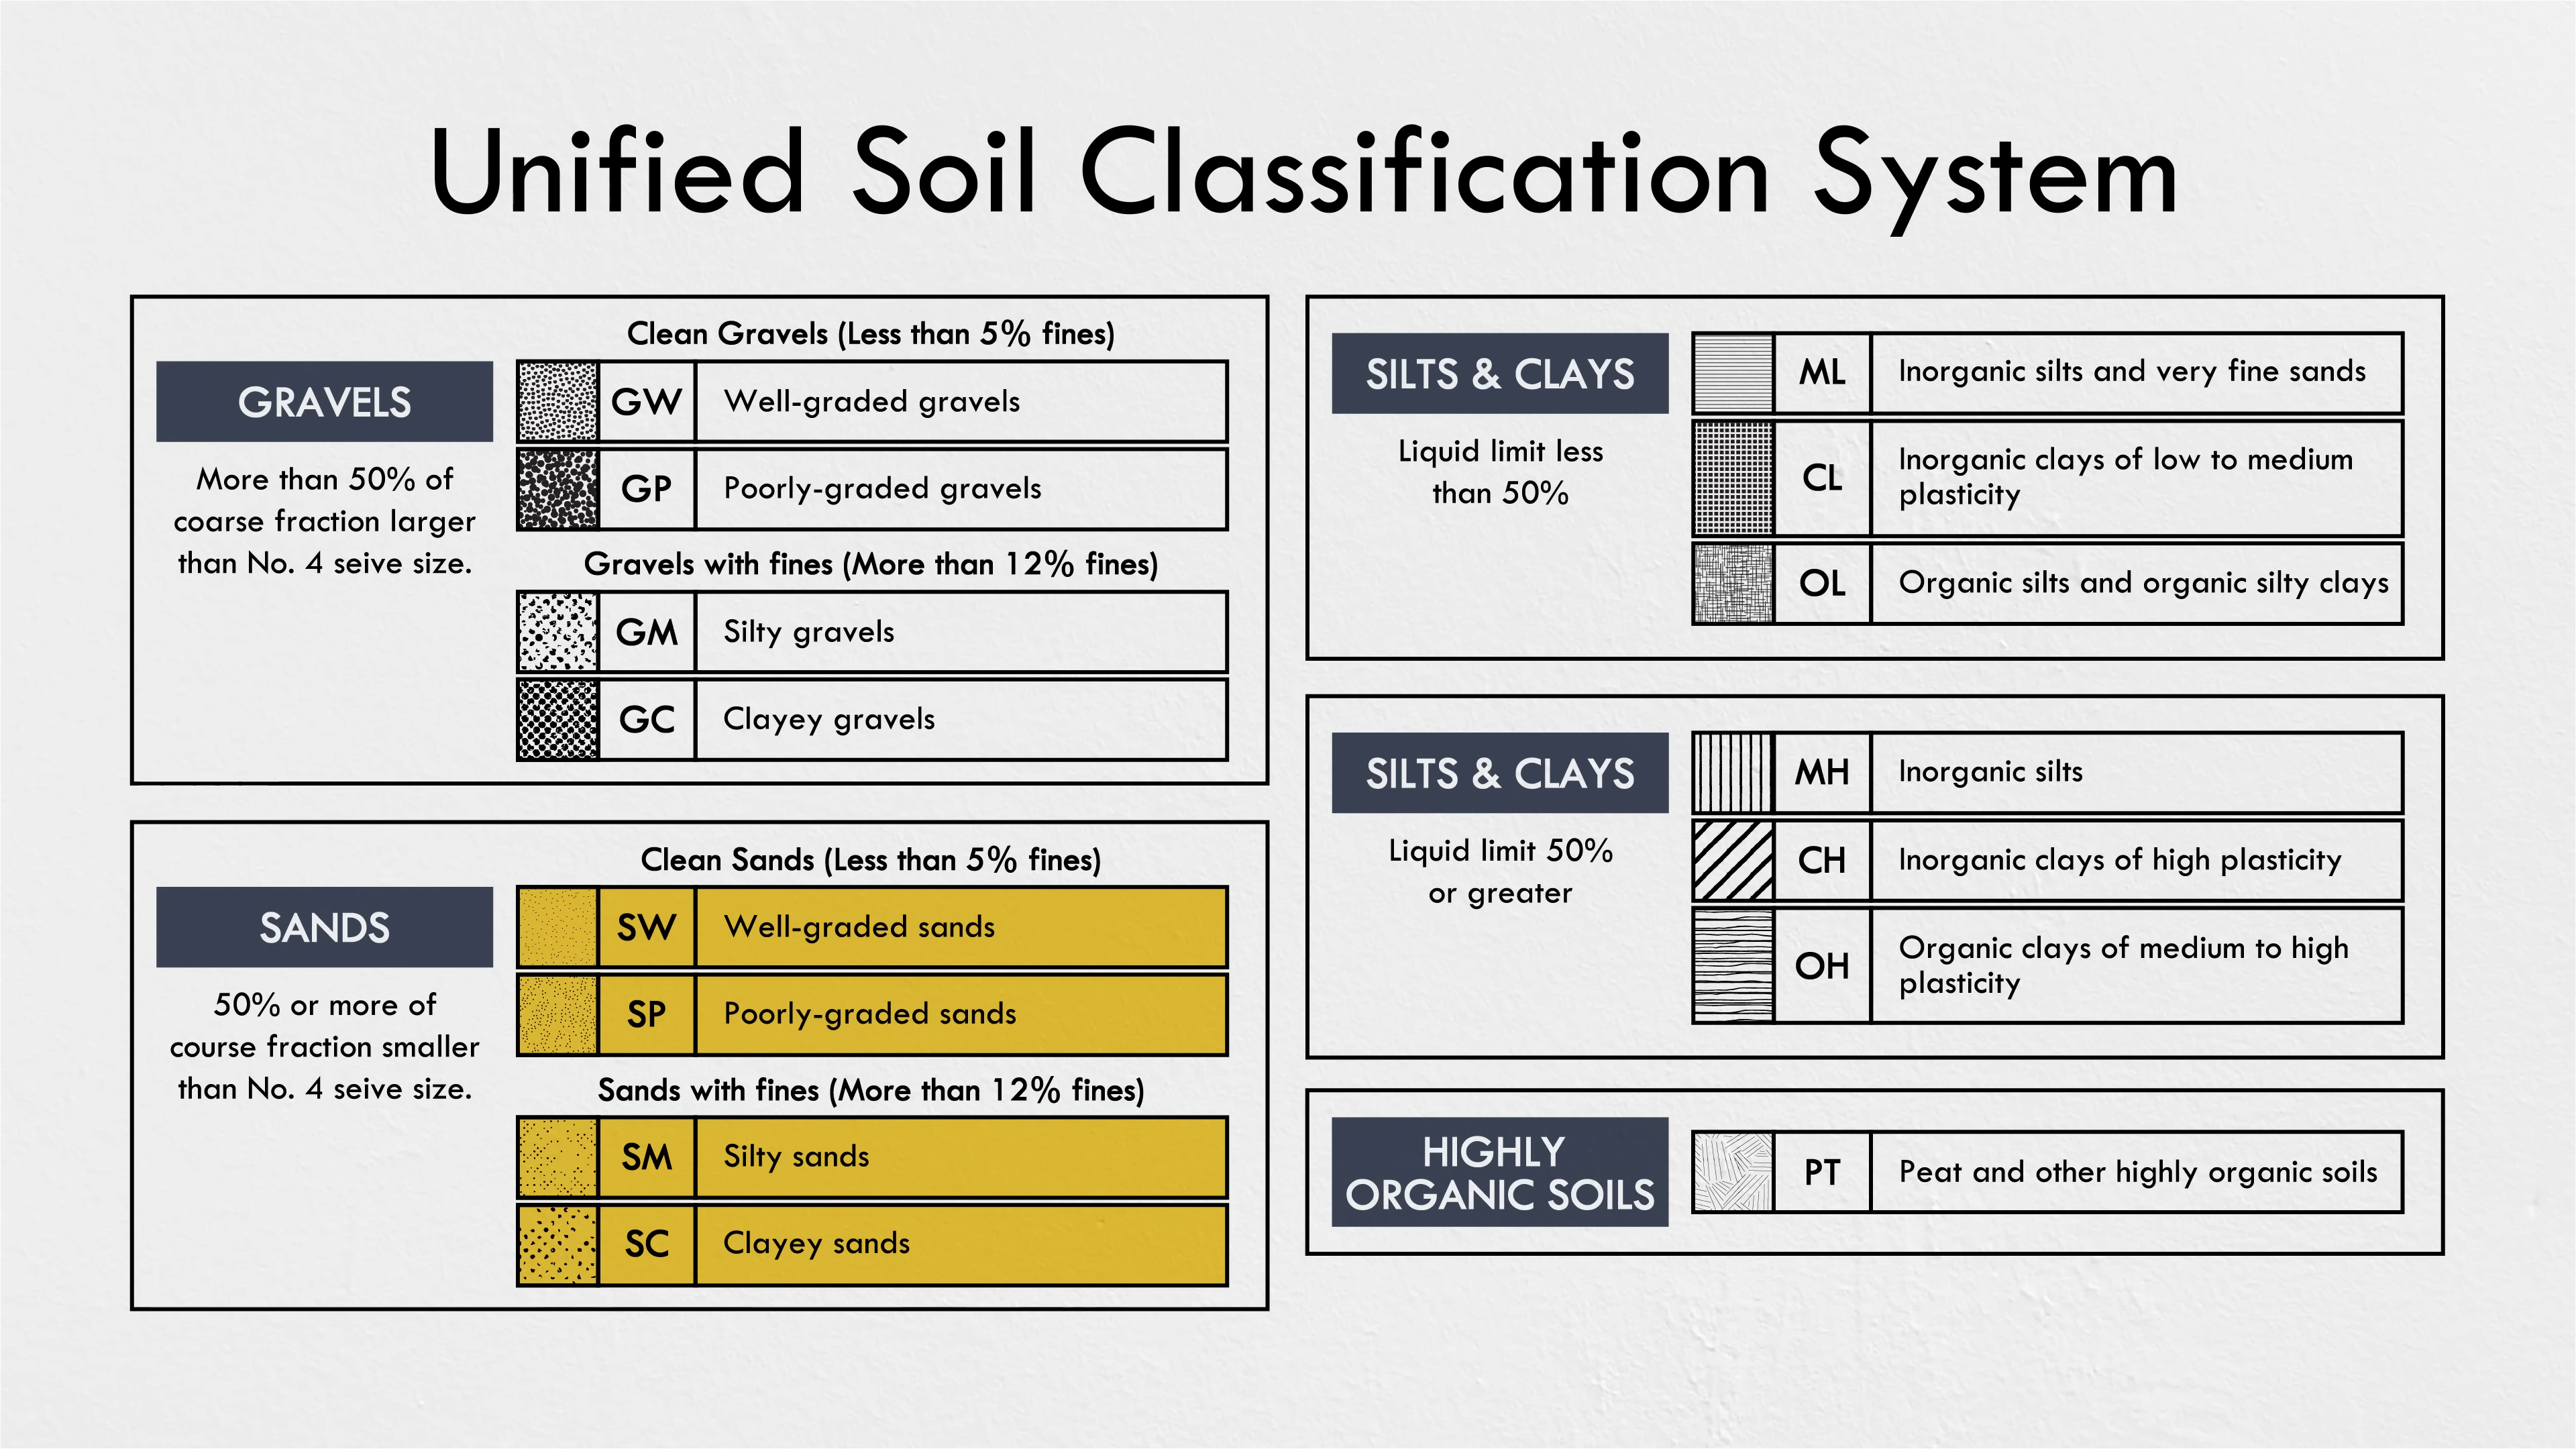 Unified Soil Classification System
GRAVELS
More than 50% of
coarse fraction larger
than No. 4 seive size.
Clean Gravels (Less than 5% fines)
GW Well-graded gravels
GP Poorly-graded gravels
Gravels with fines (More than 12% fines)
GM Silty gravels
GC Clayey gravels
SANDS
50% or more of
course fraction smaller
than No. 4 seive size.
Clean Sands (Less than 5% fines)
SW Well-graded sands
SP Poorly-graded sands
Sands with fines (More than 12% fines)
SM Silty sands
SC Clayey sands
SILTS & CLAYS
Liquid limit less
than 50%
ML Inorganic silts and very fine sands
CL Inorganic clays of low to medium
plasticity
OL Organic silts and organic silty clays
SILTS & CLAYS
Liquid limit 50%
or greater
MH Inorganic silts
CH Inorganic clays of high plasticity
OH Organic clays of medium to high
plasticity
HIGHLY
ORGANIC SOILS
PT Peat and other highly organic soils